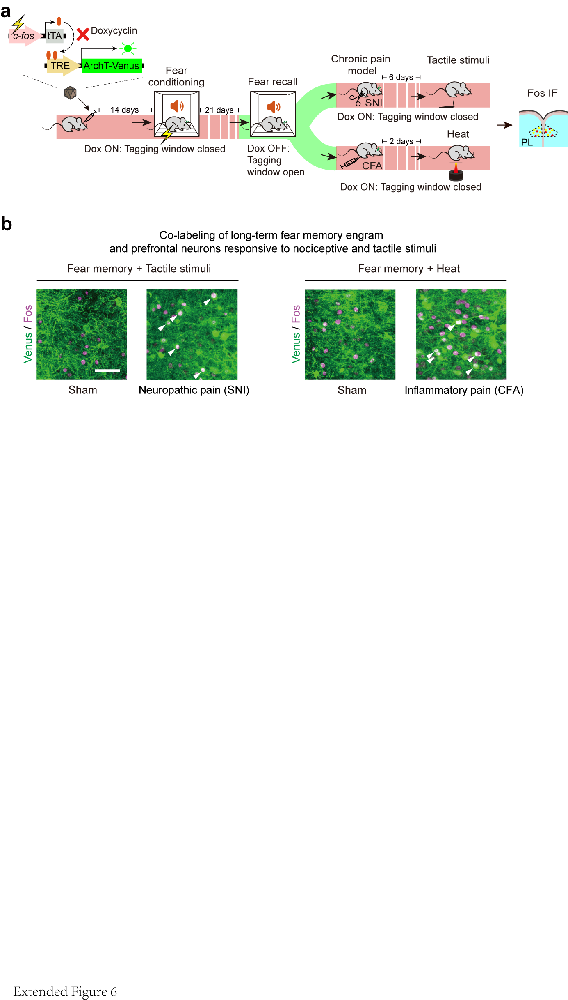 a
c-fos
tTA
Doxycyclin
TRE
ArchT-Venus
Fear
conditioning
Fear recall
Chronic pain
model
6 days
Tactile stimuli
Fos IF
14 days
21 days
SNI
Dox ON: Tagging window closed
Dox ON: Tagging window closed
Dox OFF:
Tagging
window open
Heat
2 days
CFA
Dox ON: Tagging window closed
PL
b
Co-labeling of long-term fear memory engram
and prefrontal neurons responsive to nociceptive and tactile stimuli
Fear memory + Tactile stimuli
Fear memory + Heat
Venus / Fos
Venus / Fos
Sham
Neuropathic pain (SNI)
Sham
Inflammatory pain (CFA)
Extended Figure 6